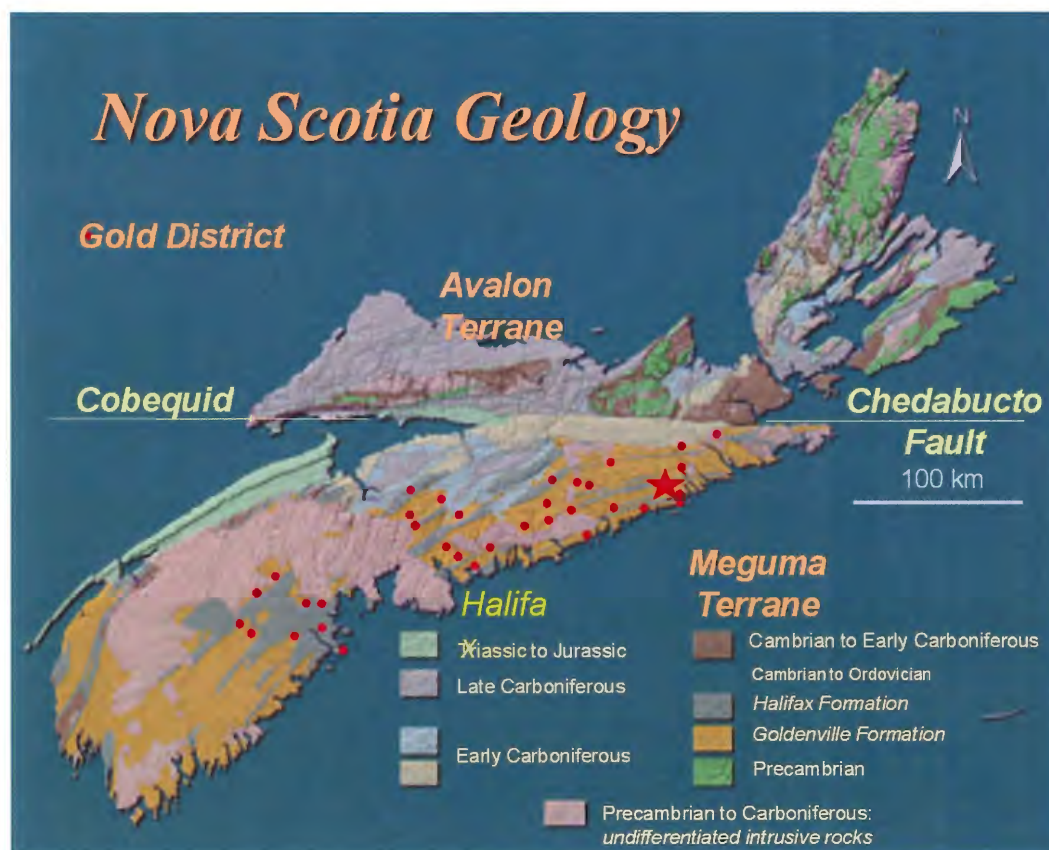 Nova Scotia Geology
N
Gold District
Avalon
Terrane
Cobequid
Chedabucto
Fault
100 km
Meguma
Terrane
Halifa
Triassic to Jurassic
Late Carboniferous
Early Carboniferous
Cambrian to Early Carboniferous
Cambrian to Ordovician
Halifax Formation
Goldenville Formation
Precambrian
Precambrian to Carboniferous:
undifferentiated intrusive rocks